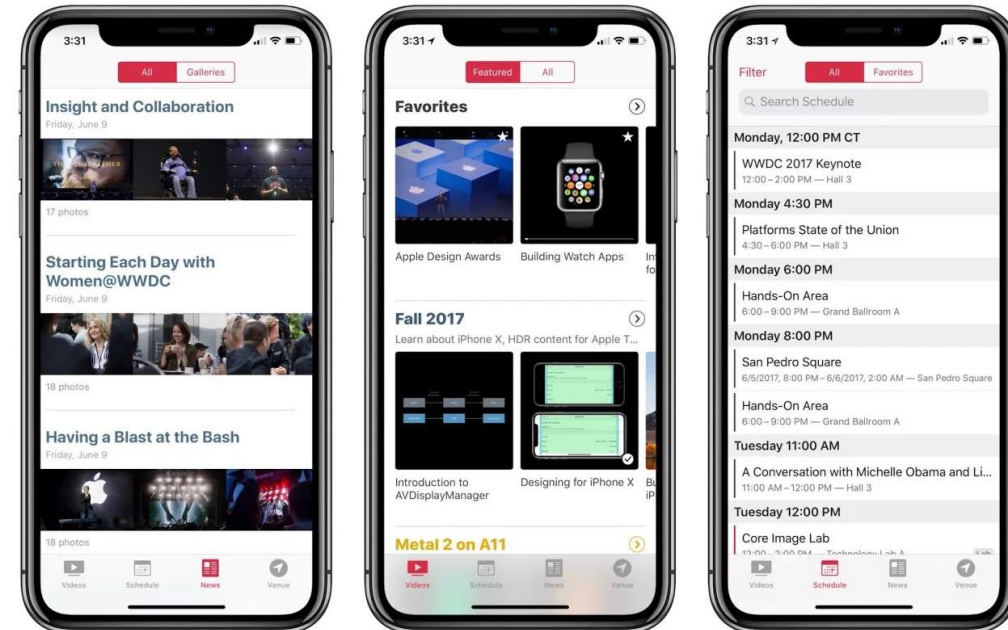 3:31
All Galleries
Insight and Collaboration
Friday, June 9
17 photos
Starting Each Day with
Women@WWDC
Friday, June 9
18 photos
Having a Blast at the Bash
Friday, June 9
18 photos
Videos Schedule News Venue
3:31
Featured All
Favorites
Apple Design Awards
Building Watch Apps
Fall 2017
Learn about iPhone X, HDR content for Apple T...
Introduction to
AVDisplayManager
Designing for iPhone X
Metal 2 on A11
Videos Schedule News Venue
3:31
Filter All Favorites
Search Schedule
Monday, 12:00 PM CT
WWDC 2017 Keynote
12:00 – 2:00 PM — Hall 3
Monday 4:30 PM
Platforms State of the Union
4:30 – 6:00 PM — Hall 3
Monday 6:00 PM
Hands-On Area
6:00 – 9:00 PM — Grand Ballroom A
Monday 8:00 PM
San Pedro Square
6/5/2017, 8:00 PM – 6/6/2017, 2:00 AM — San Pedro Square
Hands-On Area
6:00 – 9:00 PM — Grand Ballroom A
Tuesday 11:00 AM
A Conversation with Michelle Obama and Li...
11:00 AM – 12:00 PM — Hall 3
Tuesday 12:00 PM
Core Image Lab
12:00 – 2:00 PM — Technology Lab A Lab
Videos Schedule News Venue